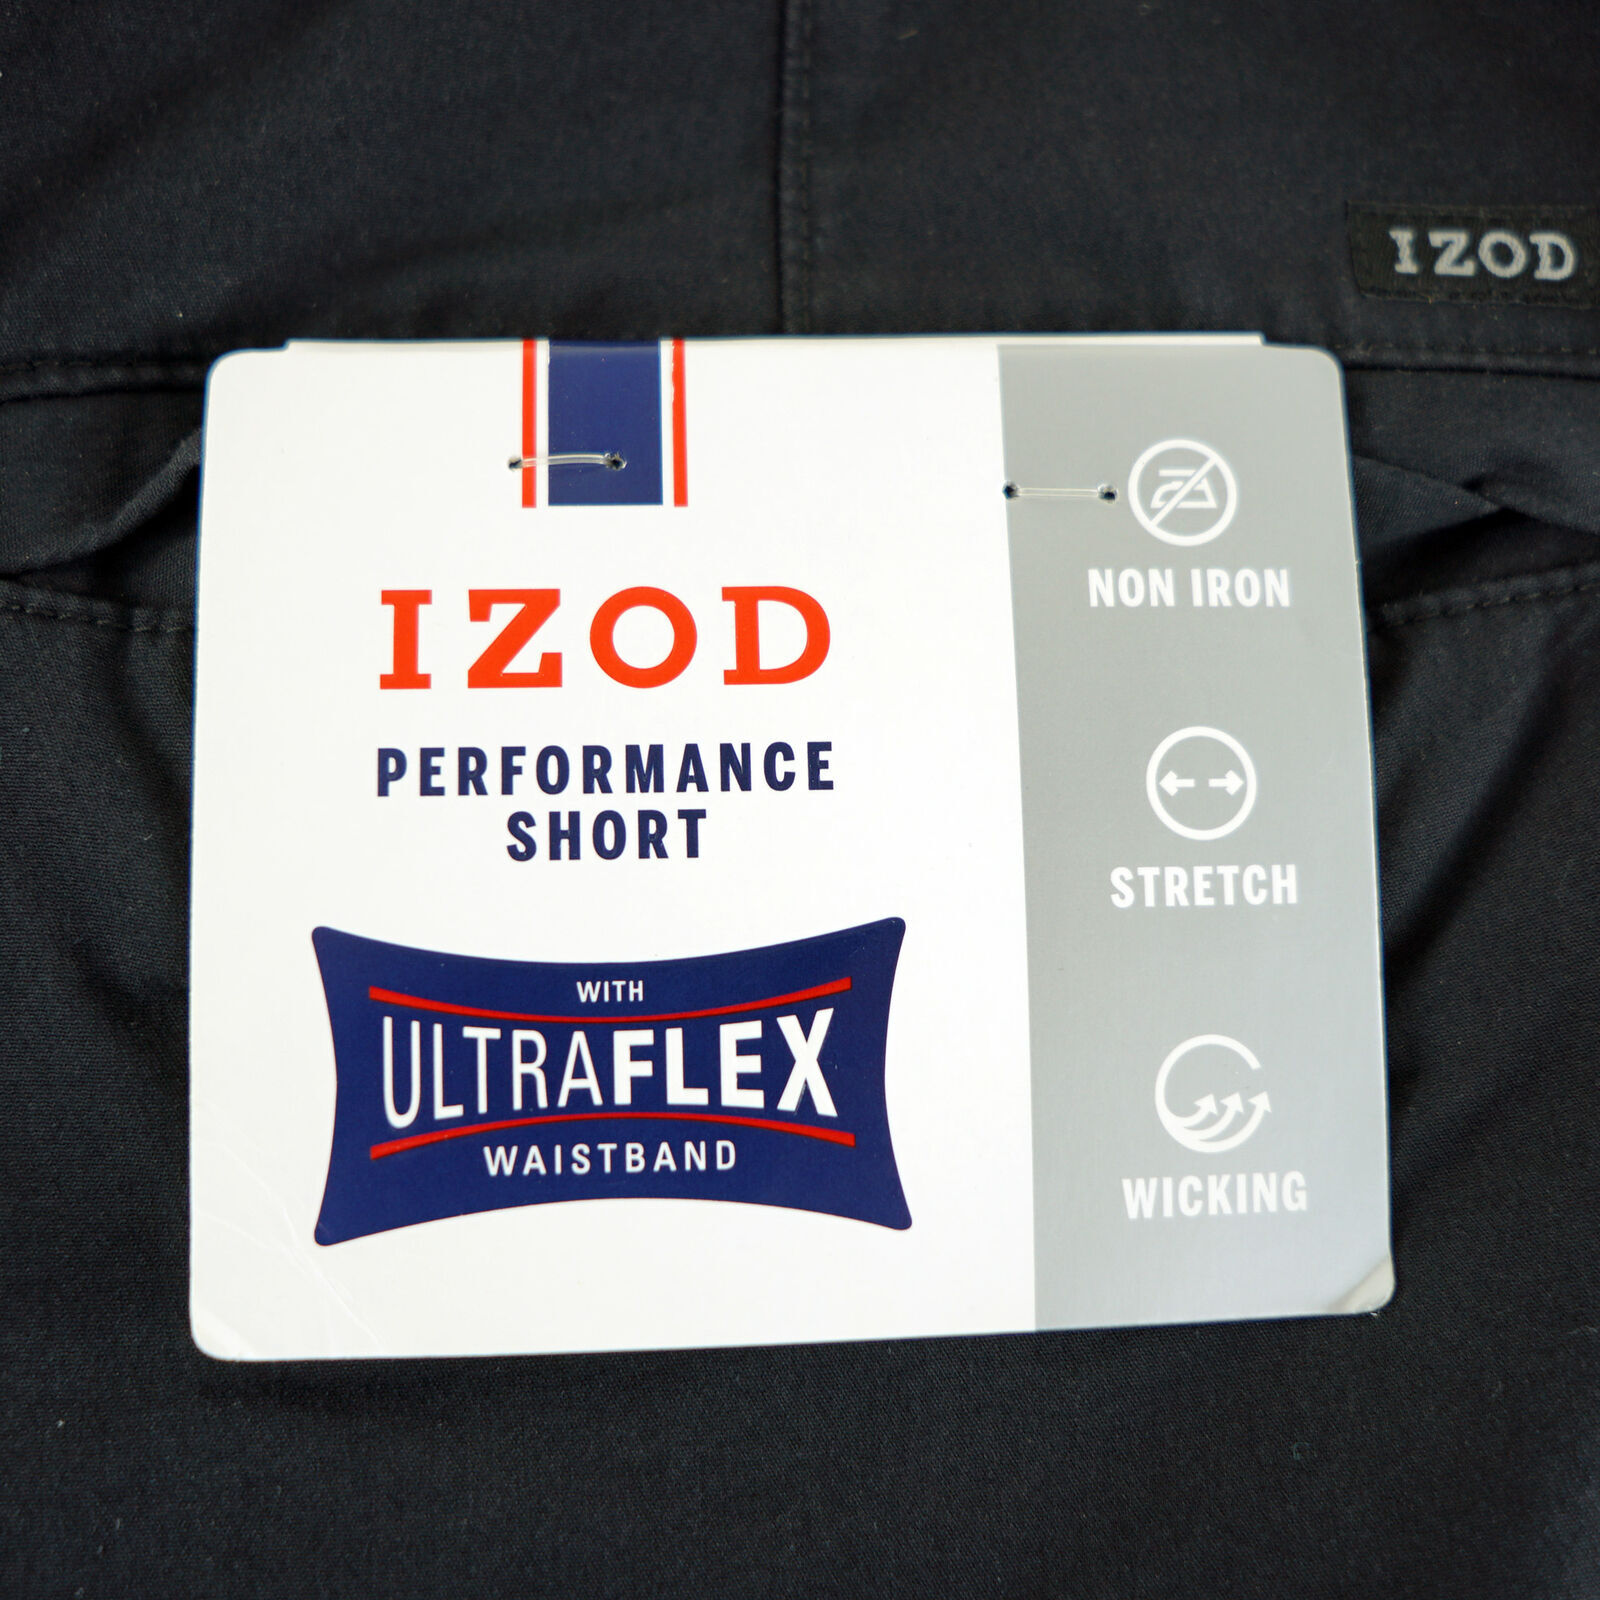 IZOD
IZOD
PERFORMANCE
SHORT
WITH
ULTRAFLEX
WAISTBAND
NON IRON
STRETCH
WICKING